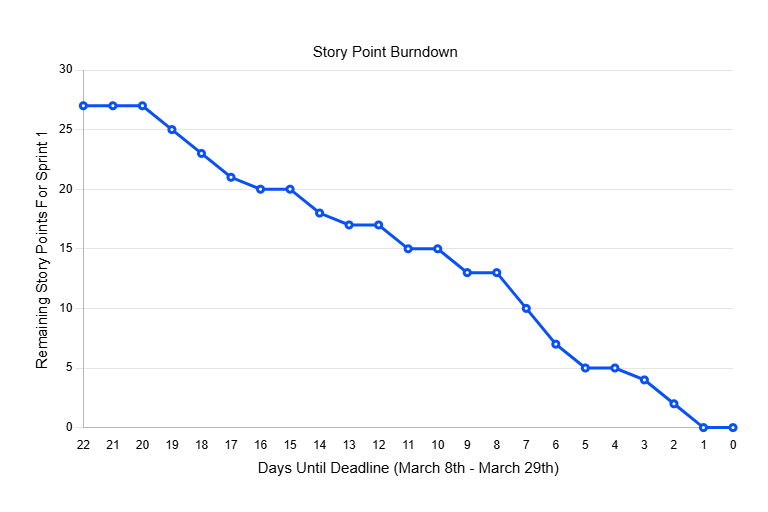 Story Point Burndown
30
25
20
15
10
5
0
Remaining Story Points For Sprint 1
22 21 20 19 18 17 16 15 14 13 12 11 10 9 8 7 6 5 4 3 2 1 0
Days Until Deadline (March 8th - March 29th)